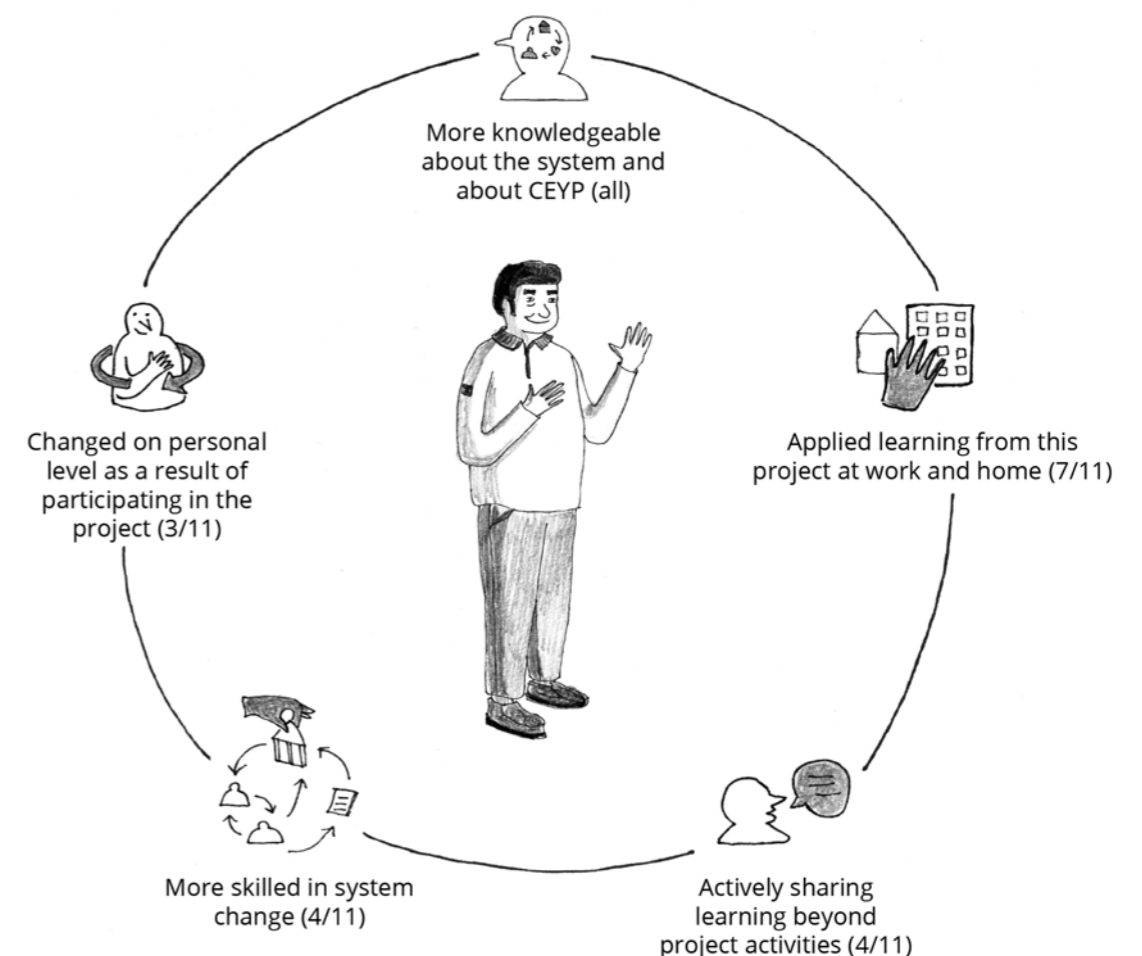 More knowledgeable
about the system and
about CEYP (all)
Changed on personal
level as a result of
participating in the
project (3/11)
Applied learning from this
project at work and home (7/11)
More skilled in system
change (4/11)
Actively sharing
learning beyond
project activities (4/11)